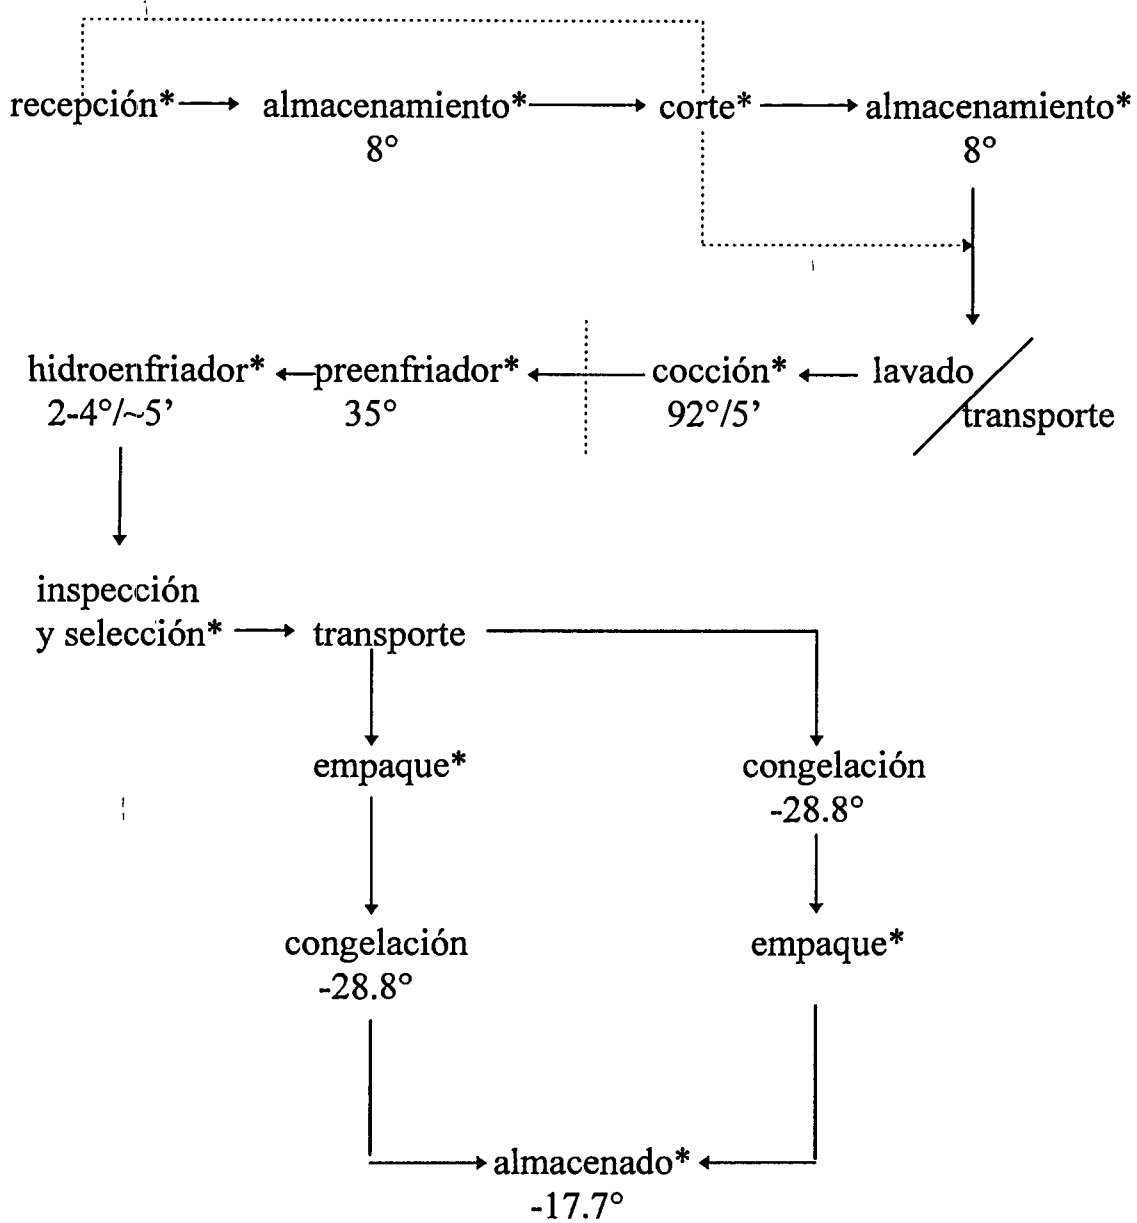 recepción* almacenamiento* corte* almacenamiento*
8° 8°
hidroenfriador* preenfriador* cocción* lavado
2-4°/~5’ 35° 92°/5’ transporte
inspección
y selección* transporte
empaque* congelación
-28.8°
congelación empaque*
-28.8°
almacenado*
-17.7°